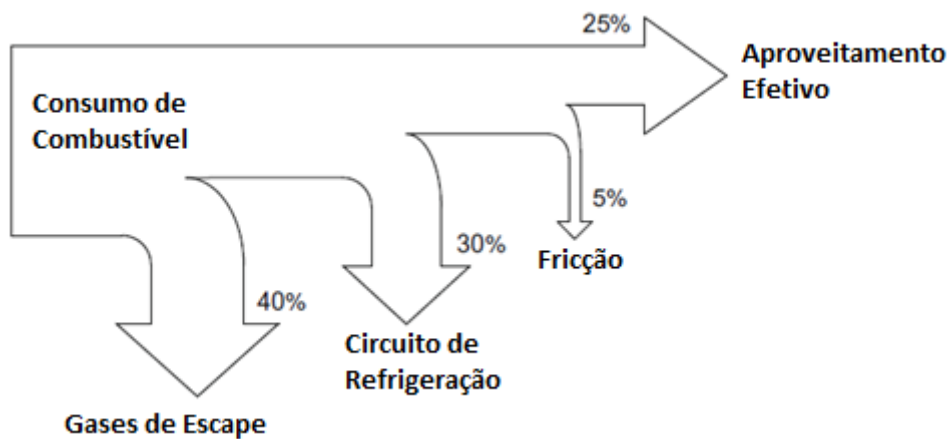 25%
Aproveitamento
Efetivo
Consumo de
Combustível
5%
Fricção
30%
40%
Circuito de
Refrigeração
Gases de Escape